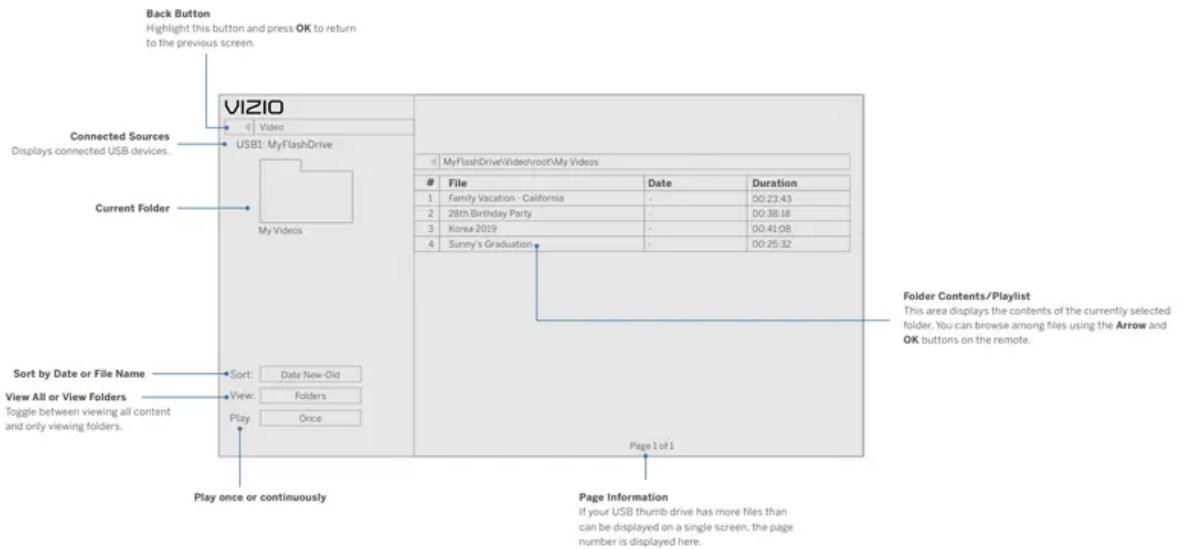 Back Button
Highlight this button and press OK to return
to the previous screen.
VIZIO
Video
Connected Sources
Displays connected USB devices.
USB1: MyFlashDrive
MyFlashDrive\Video\root\My Videos
# File Date Duration
1 Family Vacation - California - 00:23:43
2 28th Birthday Party - 00:38:18
3 Korea 2019 - 00:41:08
4 Sunny's Graduation - 00:25:32
Current Folder
My Videos
Folder Contents/Playlist
This area displays the contents of the currently selected
folder. You can browse among files using the Arrow and
OK buttons on the remote.
Sort by Date or File Name
Sort: Date New-Old
View All or View Folders
Toggle between viewing all content
and only viewing folders.
View: Folders
Play: Once
Page 1 of 1
Play once or continuously
Page Information
If your USB thumb drive has more files than
can be displayed on a single screen, the page
number is displayed here.